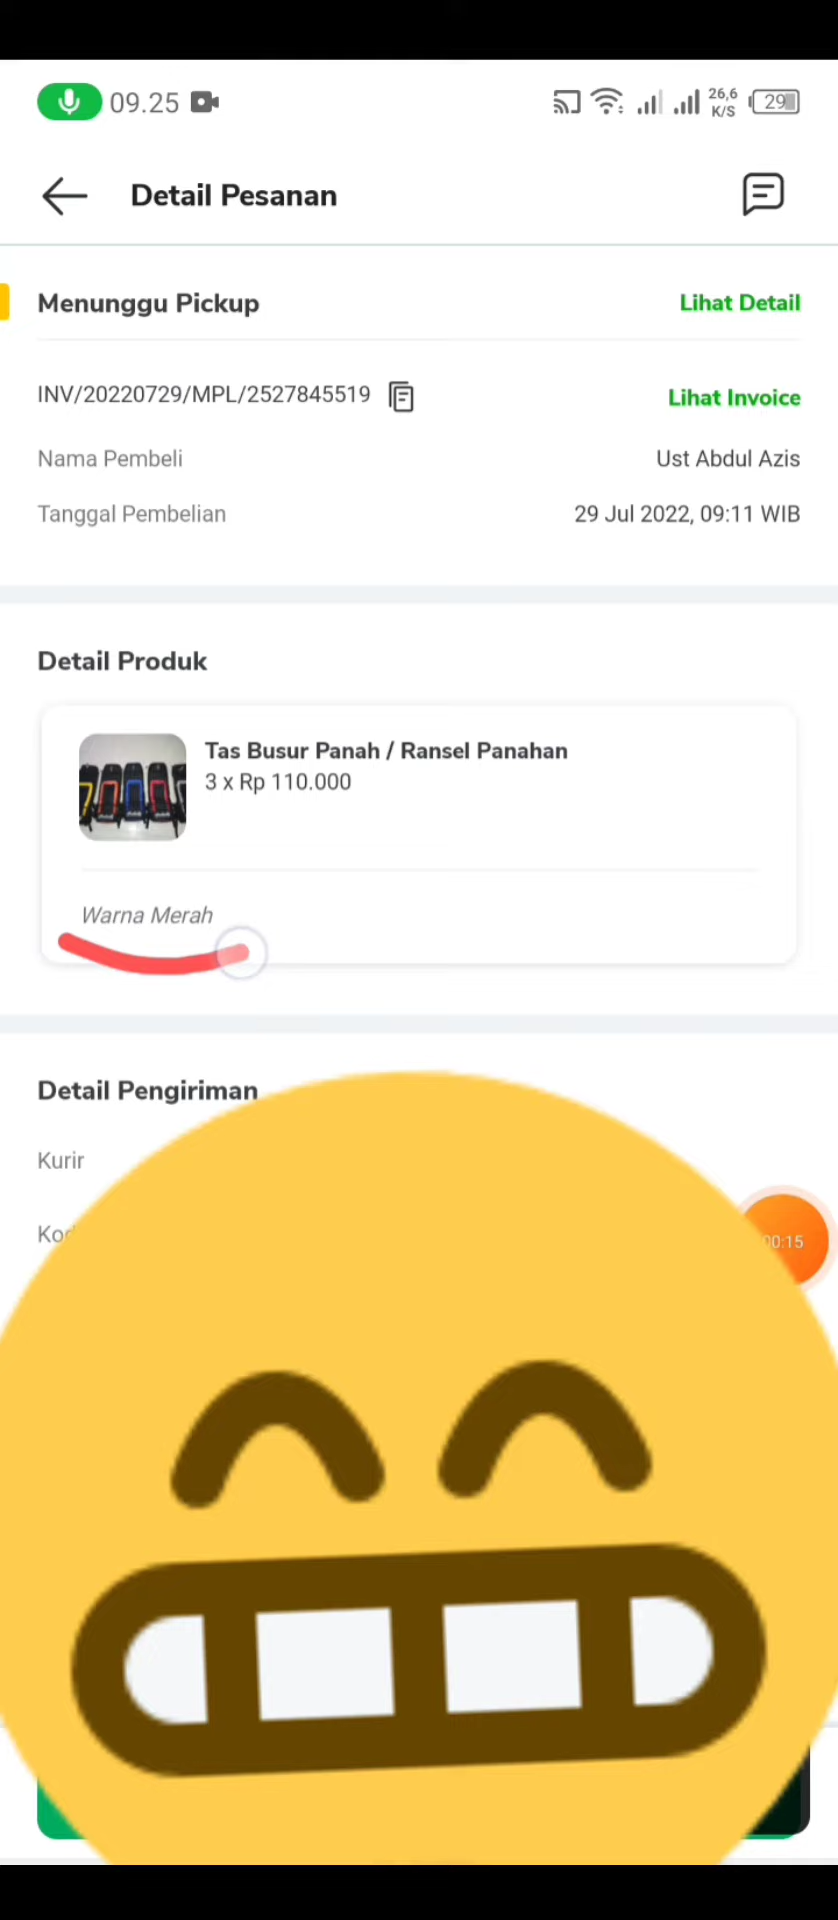 09.25
26,6
K/S
29
Detail Pesanan
Menunggu Pickup
Lihat Detail
INV/20220729/MPL/2527845519
Lihat Invoice
Nama Pembeli
Ust Abdul Azis
Tanggal Pembelian
29 Jul 2022, 09:11 WIB
Detail Produk
Tas Busur Panah / Ransel Panahan
3 x Rp 110.000
Warna Merah
Detail Pengiriman
Kurir
00:15